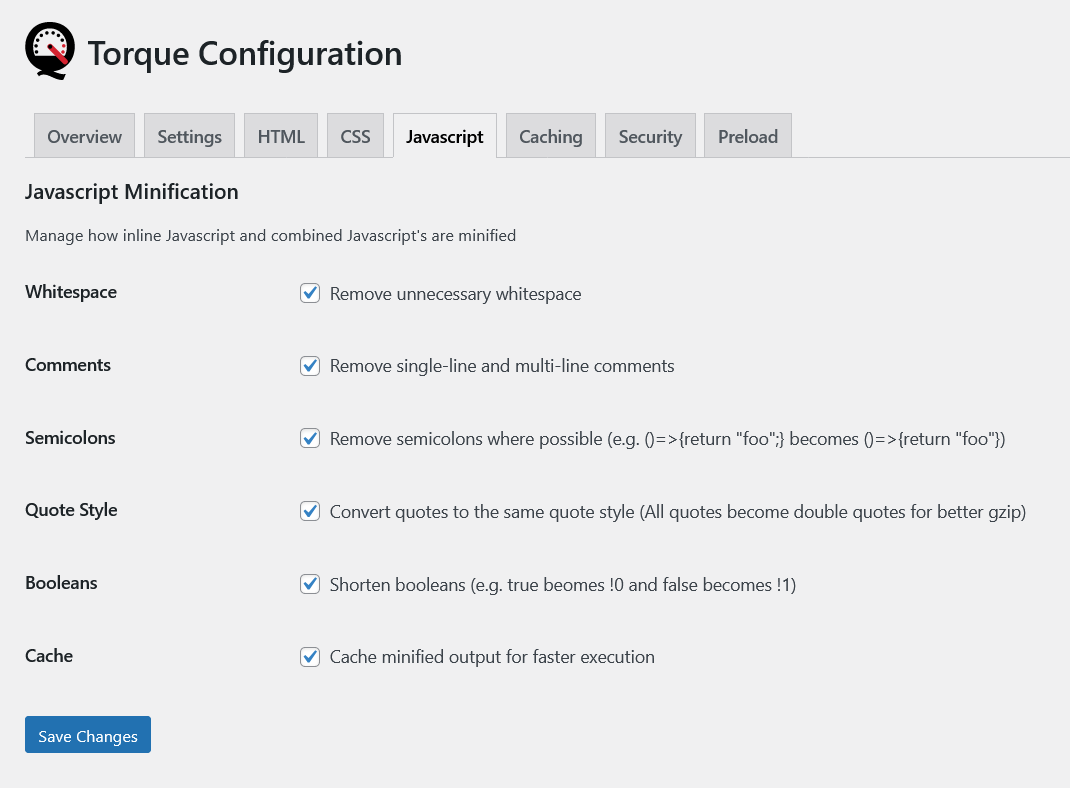 Torque Configuration
Overview Settings HTML CSS Javascript Caching Security Preload
Javascript Minification
Manage how inline Javascript and combined Javascript's are minified
Whitespace Remove unnecessary whitespace
Comments Remove single-line and multi-line comments
Semicolons Remove semicolons where possible (e.g. ()=>{return "foo";} becomes ()=>{return "foo"})
Quote Style Convert quotes to the same quote style (All quotes become double quotes for better gzip)
Booleans Shorten booleans (e.g. true beomes !0 and false becomes !1)
Cache Cache minified output for faster execution
Save Changes